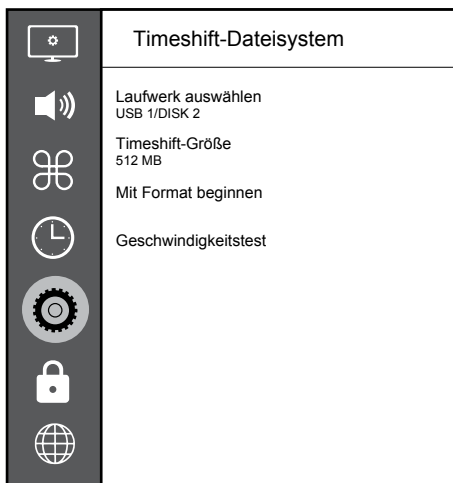 Timeshift-Dateisystem
Laufwerk auswählen
USB 1/DISK 2
Timeshift-Größe
512 MB
Mit Format beginnen
Geschwindigkeitstest